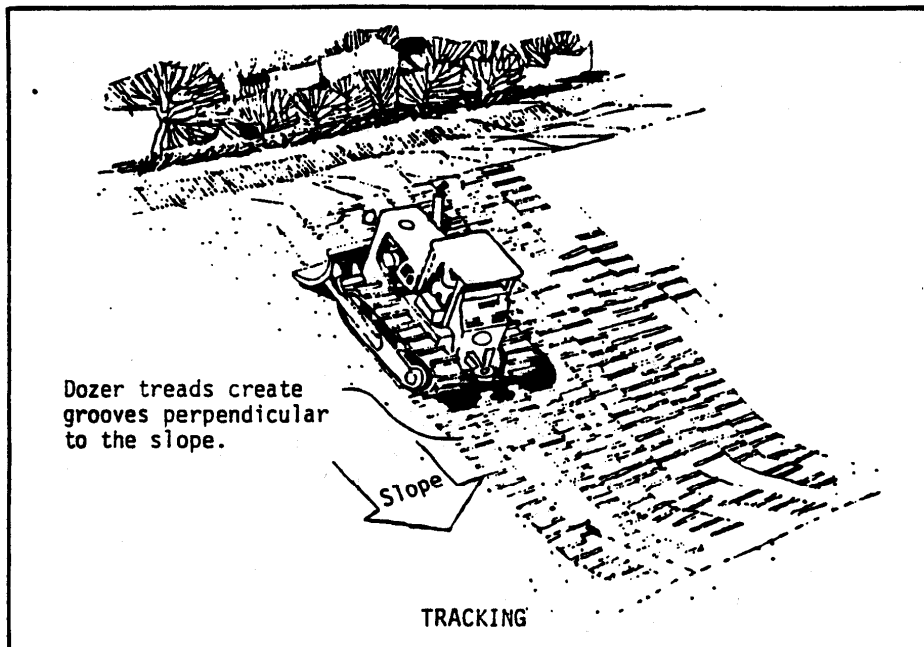 Dozer treads create
grooves perpendicular
to the slope.
Slope
TRACKING